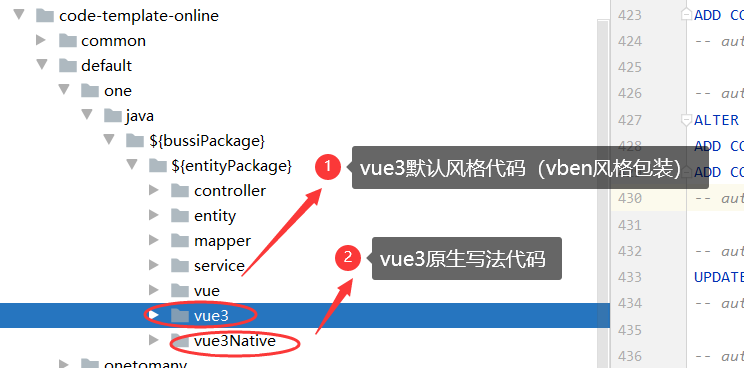 code-template-online
common
default
one
java
${bussiPackage}
${entityPackage}
controller
entity
mapper
service
vue
vue3
vue3Native
onetomany
1 vue3默认风格代码（vben风格包装）
2 vue3原生写法代码
423 ADD CO
424 -- aut
425
426 -- aut
427 ALTER
428 ADD CO
ADD CO
430 -- aut
431
432 -- aut
433 UPDATE
434 -- aut
435
436 -- aut